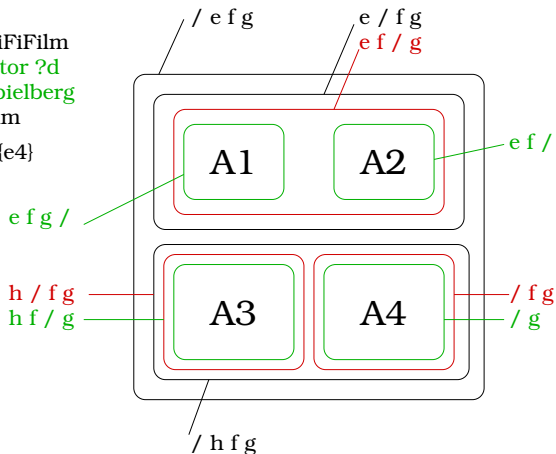 / e f g
e / f g
e f / g
iFiFilm
tor ?d
pielberg
m
{e4}
A1
A2
e f /
e f g /
h / f g
h f / g
A3
A4
/ f g
/ g
/ h f g